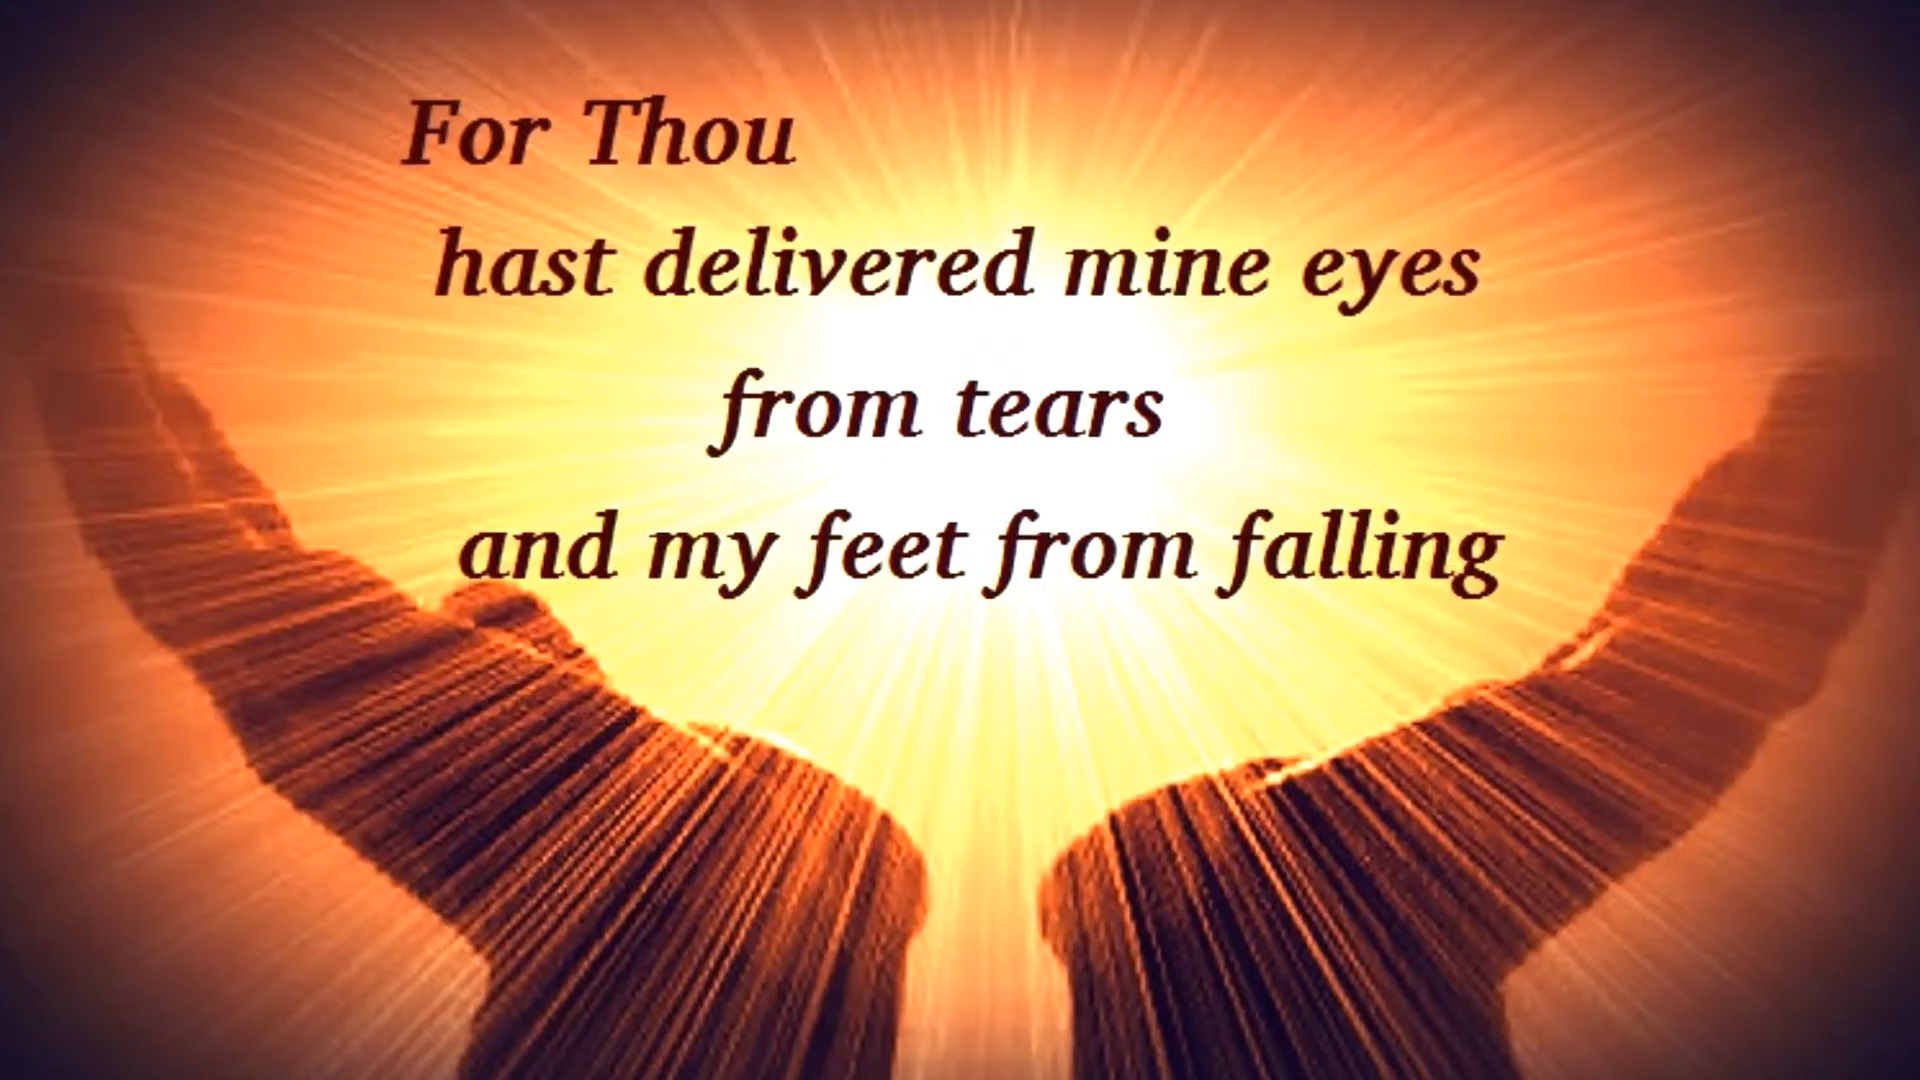 For Thou
hast delivered mine eyes
from tears
and my feet from falling